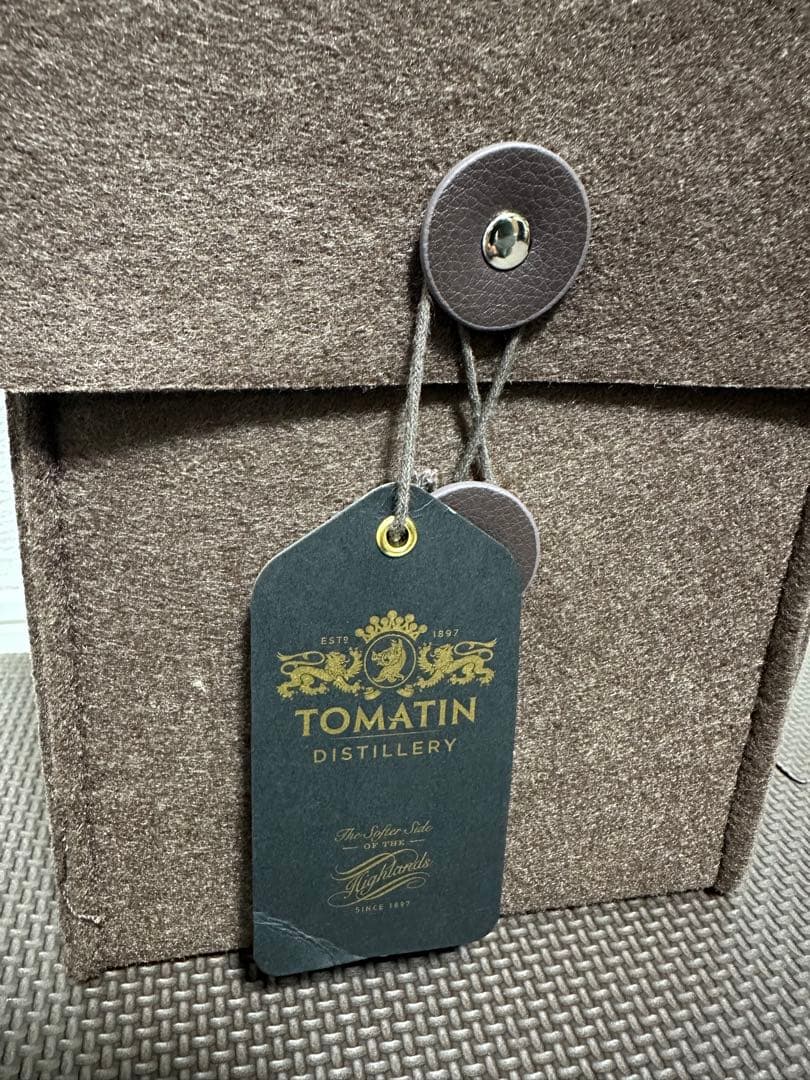 ESTD 1897
TOMATIN
DISTILLERY
The Softer Side
OF THE
Highlands
SINCE 1897